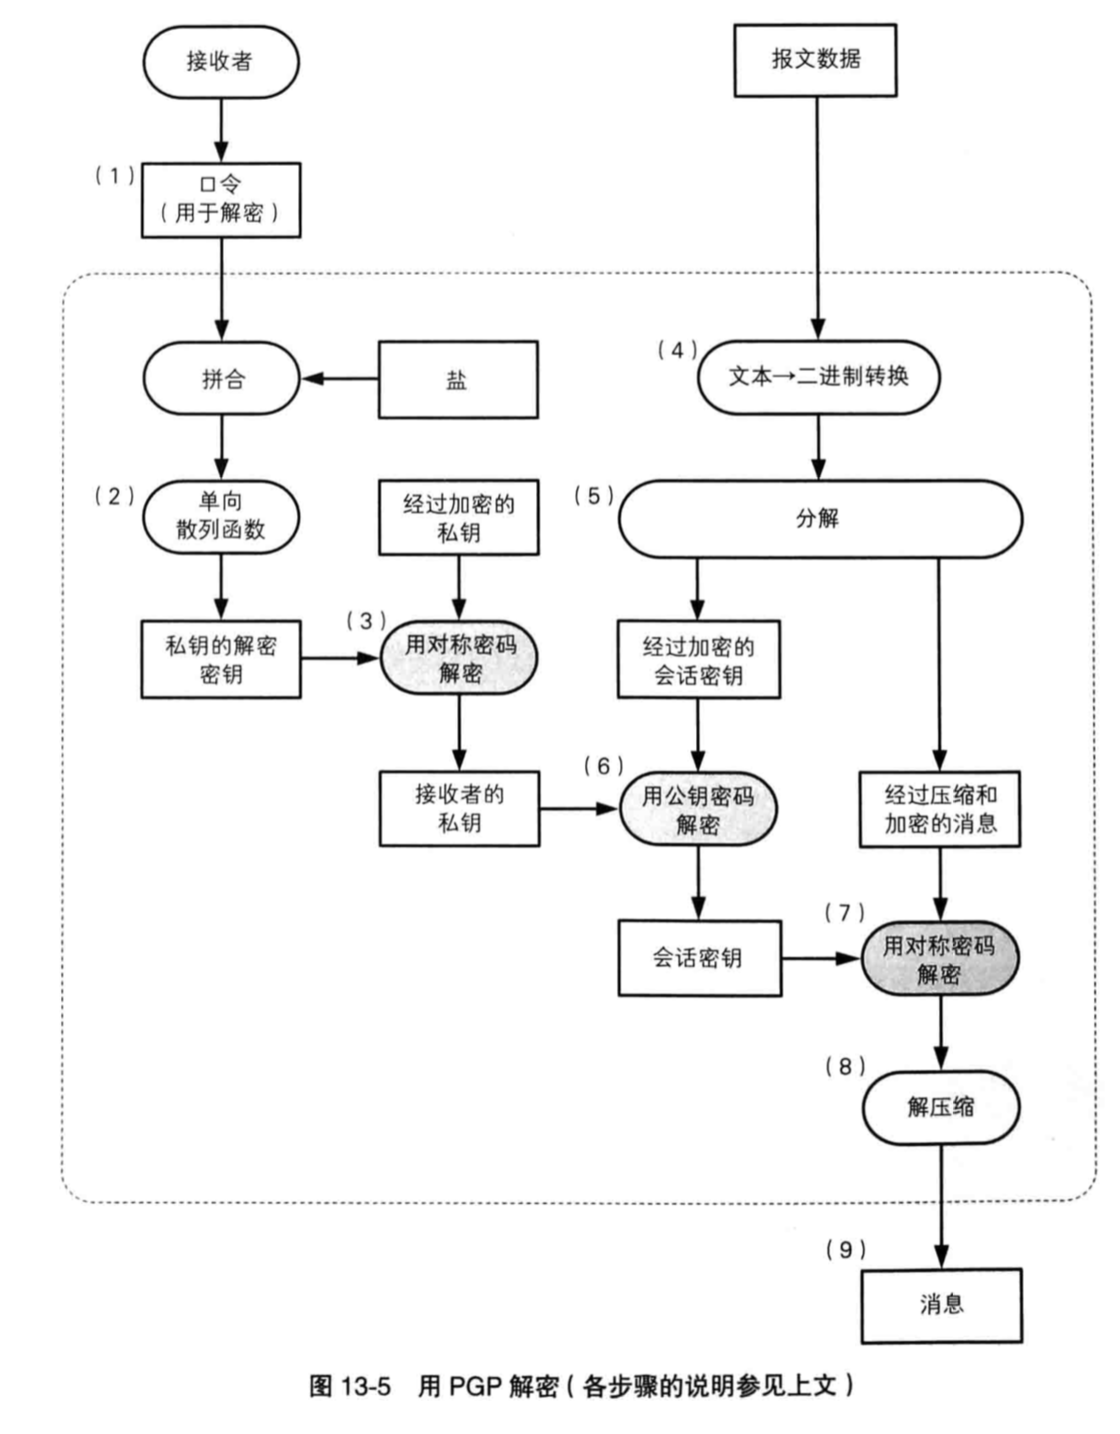 接收者
报文数据
(1)
口令
(用于解密)
拼合
盐
(4)
文本→二进制转换
(2)
单向
散列函数
经过加密的
私钥
(5)
分解
私钥的解密
密钥
(3)
用对称密码
解密
经过加密的
会话密钥
接收者的
私钥
(6)
用公钥密码
解密
经过压缩和
加密的消息
会话密钥
(7)
用对称密码
解密
(8)
解压缩
(9)
消息
图 13-5 用 PGP 解密(各步骤的说明参见上文)